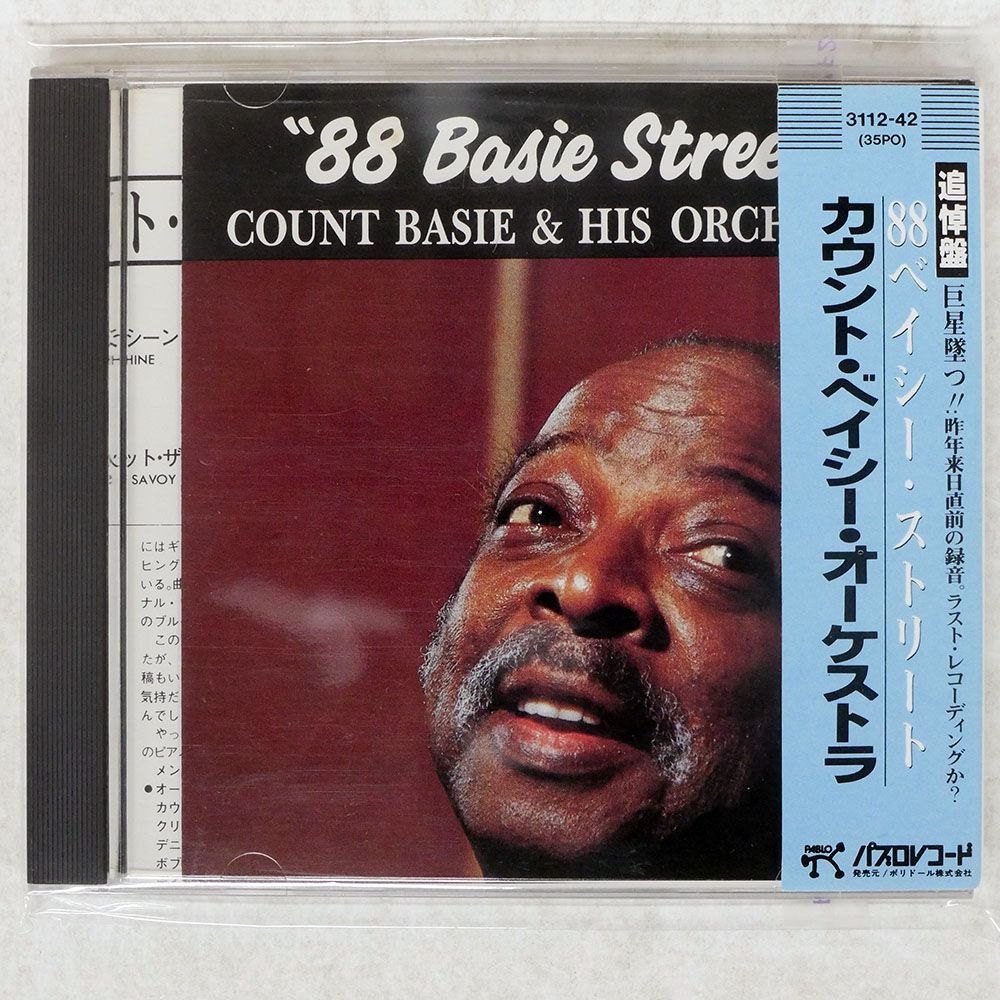 "88 Basie Stree
COUNT BASIE & HIS ORCH
3112-42
(35PO)
追悼盤
巨星墜つ!!昨年来日直前の録音。ラスト・レコーディングか?
88ベイシー・ストリート
カウント・ベイシー・オーケストラ
PABLO
パブロレコード
発売元/ポリドール株式会社
ト・
シーン
HINE
ット・ザ
SAVOY
にはギ
ヒング
いる。曲
ナル・
のブル
この
たが、
稿もい
気持だ
んでし
やっ
のピア
メン
●オー
カウ
クリ
デニ
ボブ